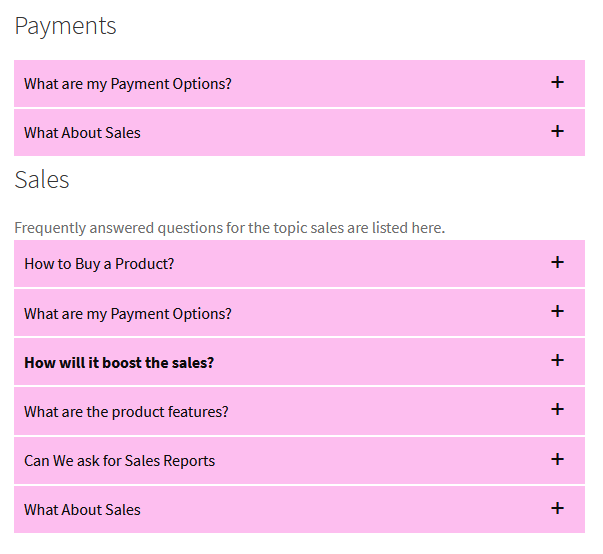 Payments
What are my Payment Options? +
What About Sales +
Sales
Frequently answered questions for the topic sales are listed here.
How to Buy a Product? +
What are my Payment Options? +
How will it boost the sales? +
What are the product features? +
Can We ask for Sales Reports +
What About Sales +